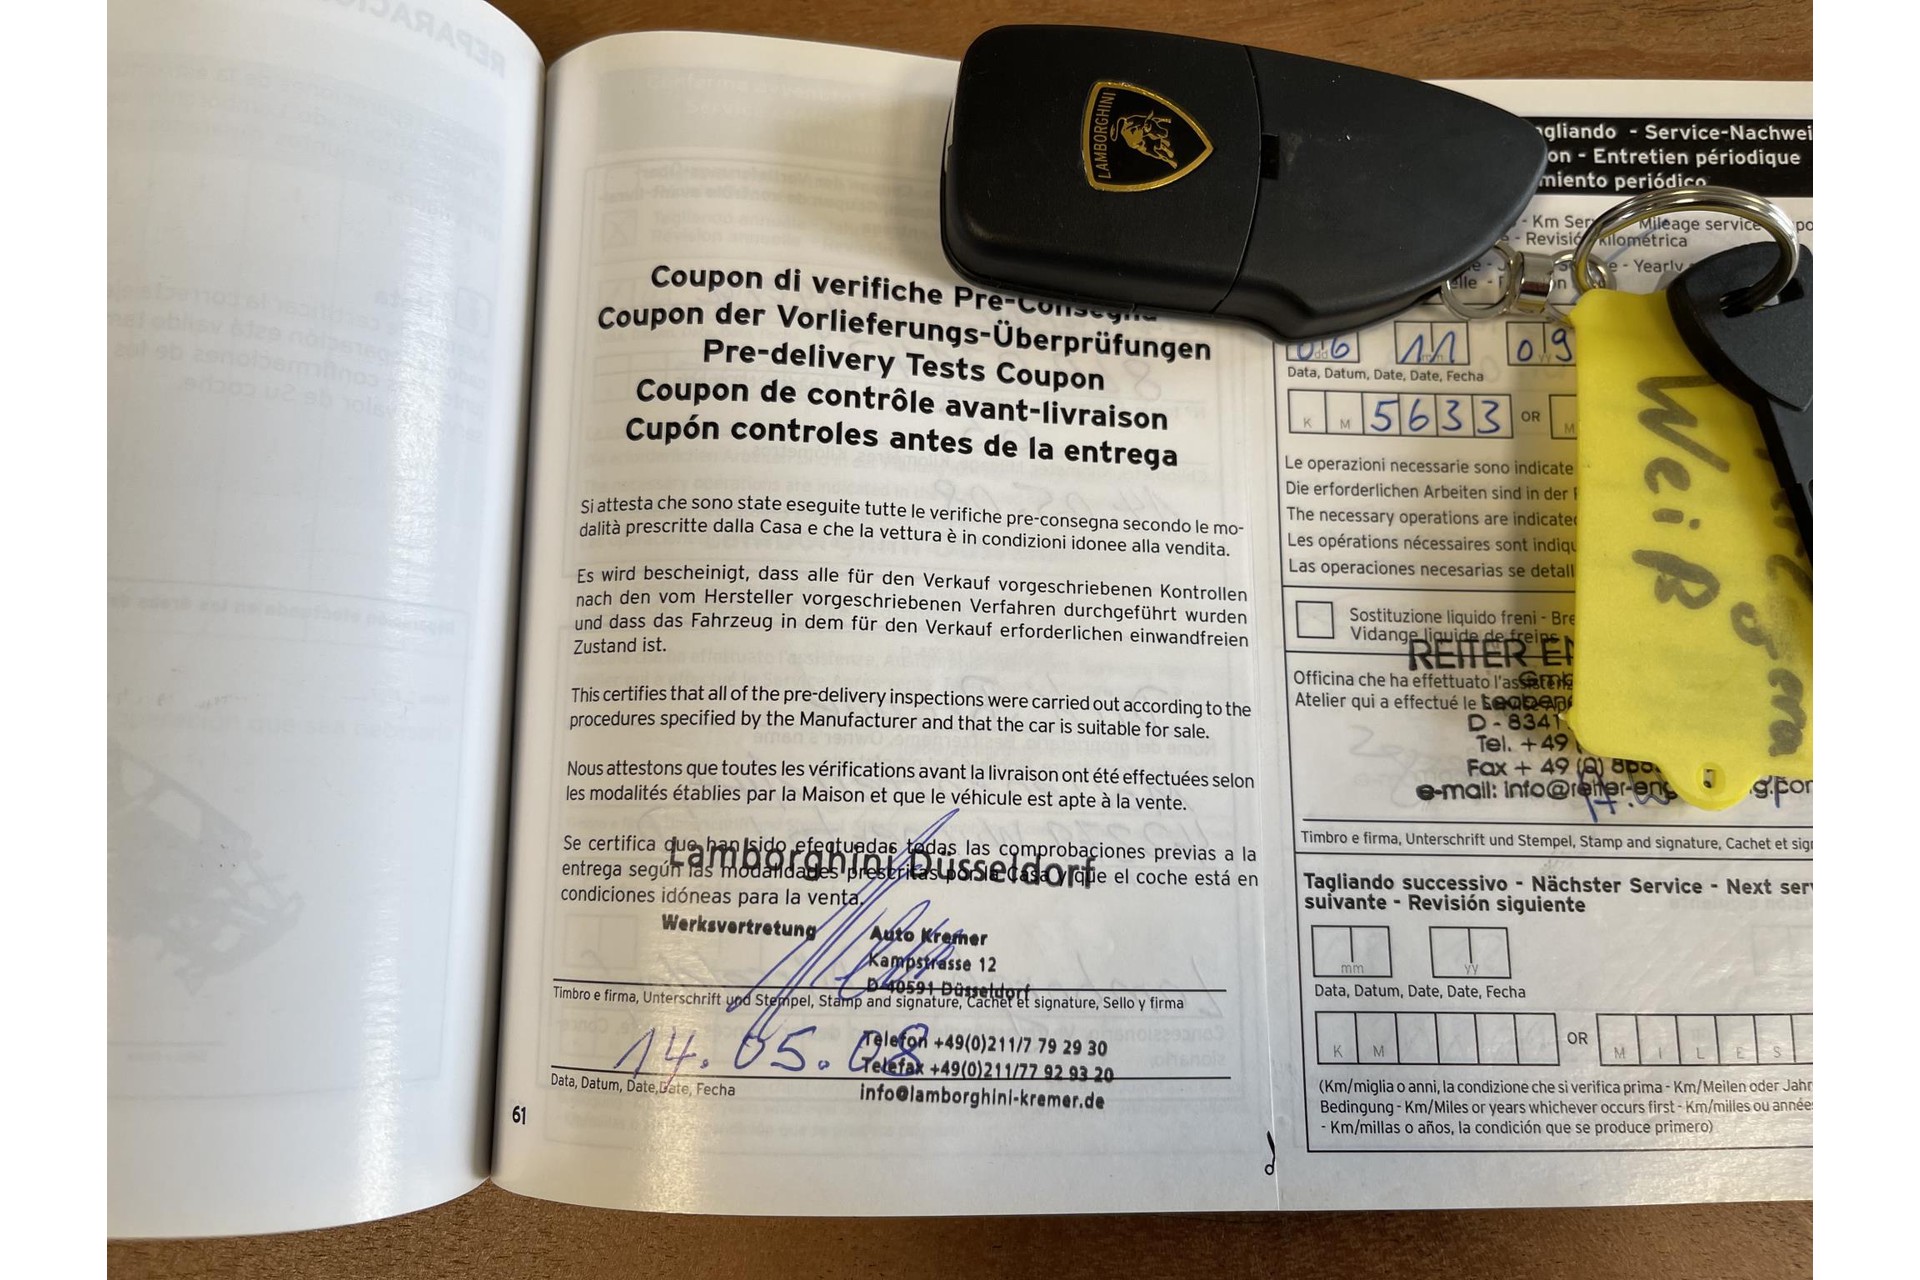 LAMBORGHINI
Coupon di verifiche Pre-Consegna
Coupon der Vorlieferungs-Überprüfungen
Pre-delivery Tests Coupon
Coupon de contrôle avant-livraison
Cupón controles antes de la entrega
Si attesta che sono state eseguite tutte le verifiche pre-consegna secondo le mo-
dalità prescritte dalla Casa e che la vettura è in condizioni idonee alla vendita.
Es wird bescheinigt, dass alle für den Verkauf vorgeschriebenen Kontrollen
nach den vom Hersteller vorgeschriebenen Verfahren durchgeführt wurden
und dass das Fahrzeug in dem für den Verkauf erforderlichen einwandfreien
Zustand ist.
This certifies that all of the pre-delivery inspections were carried out according to the
procedures specified by the Manufacturer and that the car is suitable for sale.
Nous attestons que toutes les vérifications avant la livraison ont été effectuées selon
les modalités établies par la Maison et que le véhicule est apte à la vente.
Se certifica que han sido efectuadas todas las comprobaciones previas a la
entrega según las modalidades prescritas por la Casa y que el coche está en
condiciones idóneas para la venta.
Lamborghini Düsseldorf
Werksvertretung
Auto Kremer
Kampstrasse 12
D 40591 Düsseldorf
Timbro e firma, Unterschrift und Stempel, Stamp and signature, Cachet et signature, Sello y firma
14.05.08
Telefon +49(0)211/7 79 29 30
Telefax +49(0)211/77 92 93 20
info@lamborghini-kremer.de
Data, Datum, Date, Date, Fecha
61
gliando - Service-Nachwei
on - Entretien périodique
miento periódico
- Km Ser Mileage service
- Revisió kilométrica
e - Yearly
06 11 09
Data, Datum, Date, Date, Fecha
K M 5633 OR M
Le operazioni necessarie sono indicate
Die erforderlichen Arbeiten sind in der
The necessary operations are indicated
Les opérations nécessaires sont indiqu
Las operaciones necesarias se detall
Sostituzione liquido freni - Bre
Vidange liquide de freins
REITER EN
Officina che ha effettuato l'assisten
GmbH
Atelier qui a effectué le
D - 8341
Tel. +49
Fax + 49 (0)
e-mail: info@reiter-eng g.com
Timbro e firma, Unterschrift und Stempel, Stamp and signature, Cachet et sig
Tagliando successivo - Nächster Service - Next ser
suivante - Revisión siguiente
mm yy
Data, Datum, Date, Date, Fecha
K M OR M I L E S
(Km/miglia o anni, la condizione che si verifica prima - Km/Meilen oder Jahr
Bedingung - Km/Miles or years whichever occurs first - Km/milles ou année
- Km/millas o años, la condición que se produce primero)
Weiß